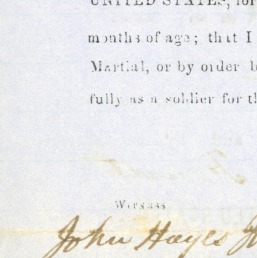 UNITED STATES, for
months of age; that I
Martial, or by order b
fully as a soldier for th
Witness
John Hayes J